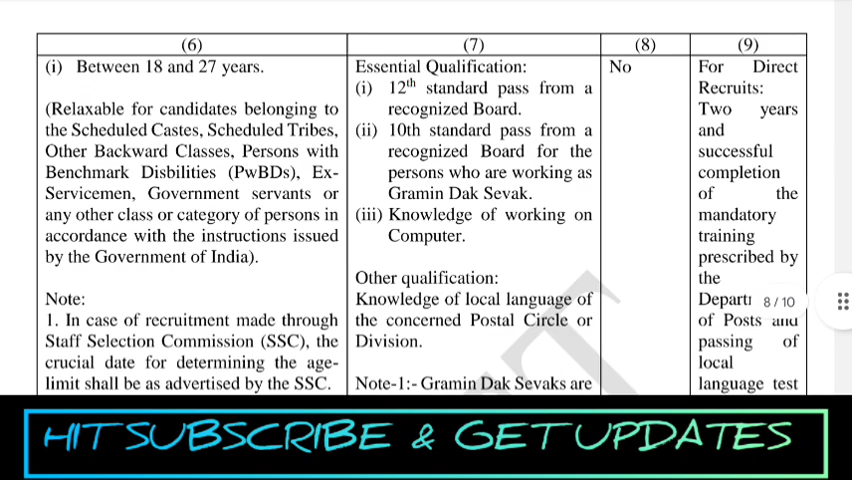 (6)
(i) Between 18 and 27 years.
(Relaxable for candidates belonging to
the Scheduled Castes, Scheduled Tribes,
Other Backward Classes, Persons with
Benchmark Disbilities (PwBDs), Ex-
Servicemen, Government servants or
any other class or category of persons in
accordance with the instructions issued
by the Government of India).
Note:
1. In case of recruitment made through
Staff Selection Commission (SSC), the
crucial date for determining the age-
limit shall be as advertised by the SSC.
(7)
Essential Qualification:
(i) 12th standard pass from a
recognized Board.
(ii) 10th standard pass from a
recognized Board for the
persons who are working as
Gramin Dak Sevak.
(iii) Knowledge of working on
Computer.
Other qualification:
Knowledge of local language of
the concerned Postal Circle or
Division.
Note-1:- Gramin Dak Sevaks are
(8)
No
(9)
For Direct
Recruits:
Two years
and
successful
completion
of the
mandatory
training
prescribed by
the
Departm
of Posts and
passing of
local
language test
8 / 10
HIT SUBSCRIBE & GET UPDATES